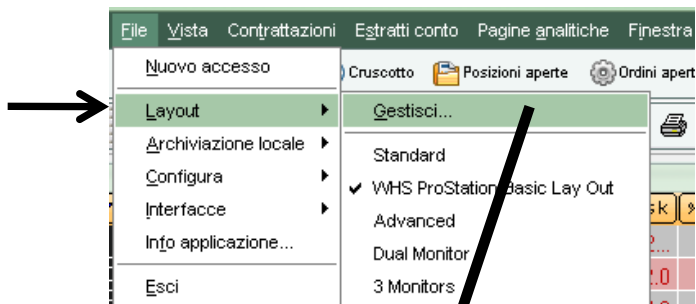 File Vista Contrattazioni Estratti conto Pagine analitiche Finestra
Nuovo accesso
Cruscotto Posizioni aperte Ordini apert
Layout
Gestisci...
Archiviazione locale
Standard
Configura
WHS ProStation Basic Lay Out
Interfacce
Advanced
Info applicazione...
Dual Monitor
Esci
3 Monitors